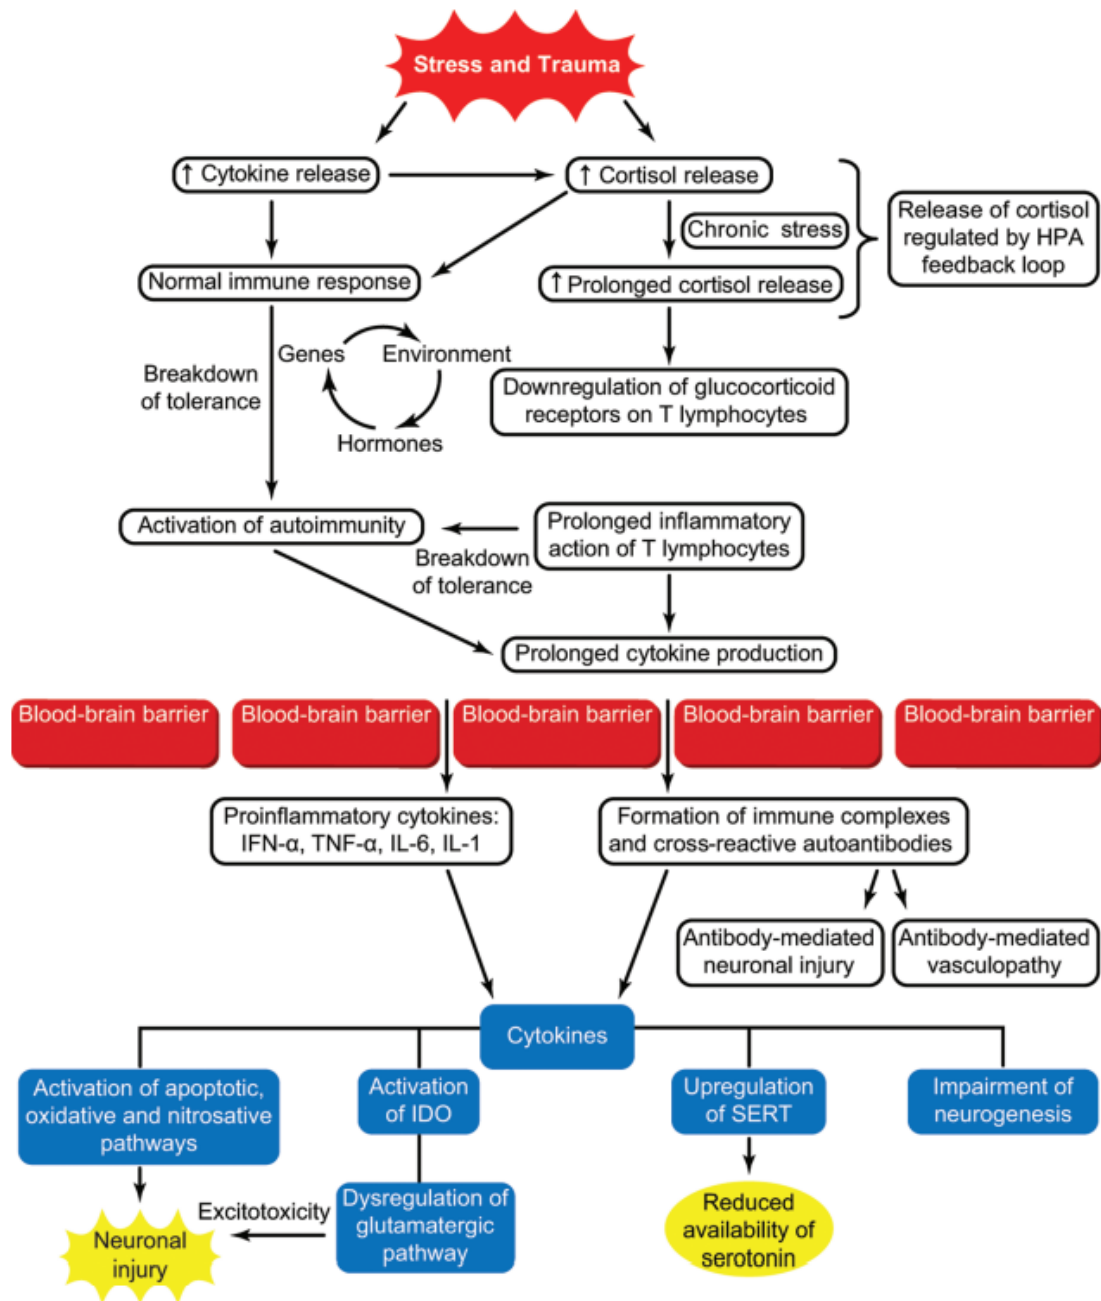 Stress and Trauma
↑ Cytokine release
↑ Cortisol release
Chronic stress
Release of cortisol
regulated by HPA
feedback loop
Normal immune response
↑ Prolonged cortisol release
Breakdown
of tolerance
Genes
Environment
Hormones
Downregulation of glucocorticoid
receptors on T lymphocytes
Activation of autoimmunity
Prolonged inflammatory
action of T lymphocytes
Breakdown
of tolerance
Prolonged cytokine production
Blood-brain barrier
Blood-brain barrier
Blood-brain barrier
Blood-brain barrier
Blood-brain barrier
Proinflammatory cytokines:
IFN-α, TNF-α, IL-6, IL-1
Formation of immune complexes
and cross-reactive autoantibodies
Antibody-mediated
neuronal injury
Antibody-mediated
vasculopathy
Cytokines
Activation of apoptotic,
oxidative and nitrosative
pathways
Activation
of IDO
Upregulation
of SERT
Impairment of
neurogenesis
Excitotoxicity
Dysregulation of
glutamatergic
pathway
Neuronal
injury
Reduced
availability of
serotonin